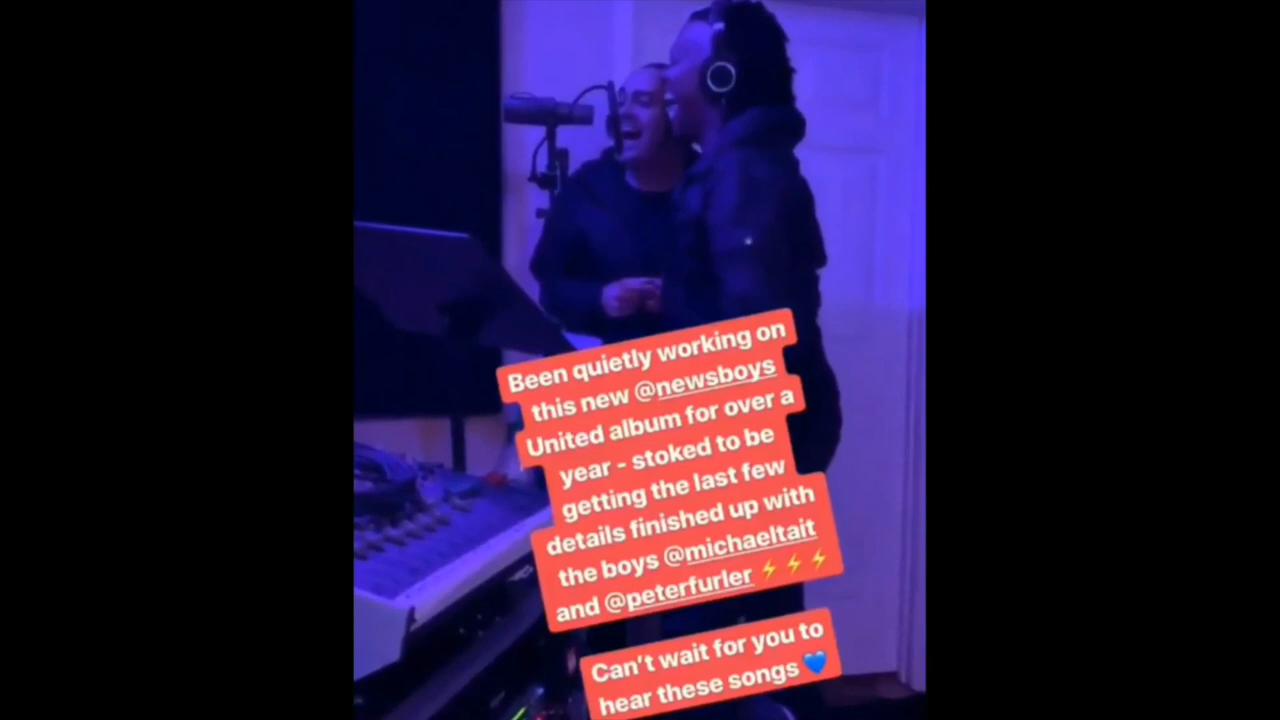 Been quietly working on
this new @newsboys
United album for over a
year - stoked to be
getting the last few
details finished up with
the boys @michaeltait
and @peterfurler ⚡⚡⚡
Can't wait for you to
hear these songs 💙